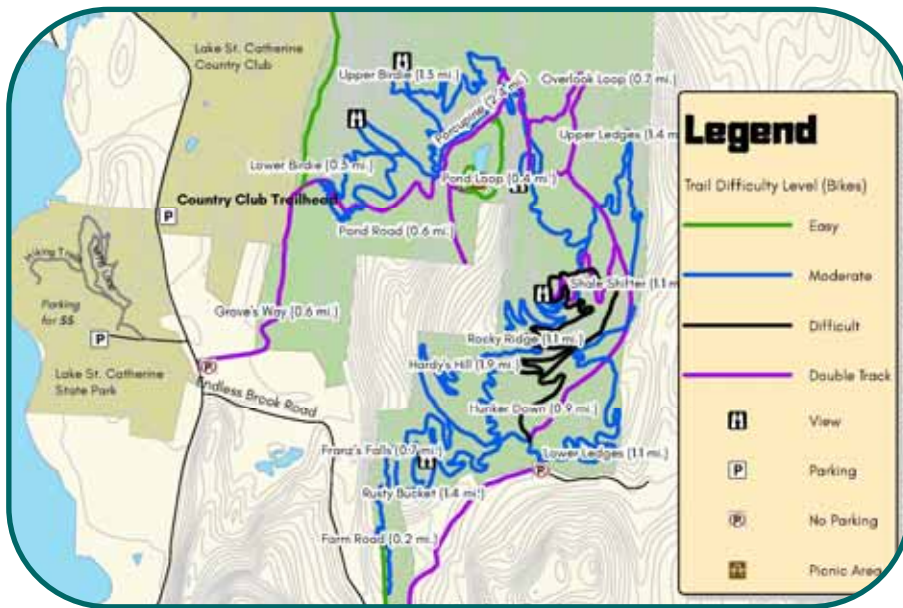 Lake St. Catherine
Country Club
Upper Birdie (1.3 mi.)
Overlook Loop (0.7 mi.)
Porcupine (2.4 mi.)
Upper Ledges (1.4 m
Lower Birdie (0.5 mi.)
Pond Loop (0.4 mi.)
Country Club Trailhead
P
Pond Road (0.6 mi.)
Hiking Trail
Parking
for $5
P
Shale Shifter (1.1 m
Grove's Way (0.6 mi.)
Rocky Ridge (1.1 mi.)
Hardy's Hill (1.9 mi.)
Lake St. Catherine
State Park
P
Endless Brook Road
Hunker Down (0.9 mi.)
Franz's Falls (0.7 mi.)
Lower Ledges (1.1 mi.)
P
Rusty Bucket (1.4 mi.)
Farm Road (0.2 mi.)
Legend
Trail Difficulty Level (Bikes)
Easy
Moderate
Difficult
Double Track
View
P
Parking
P
No Parking
Picnic Area